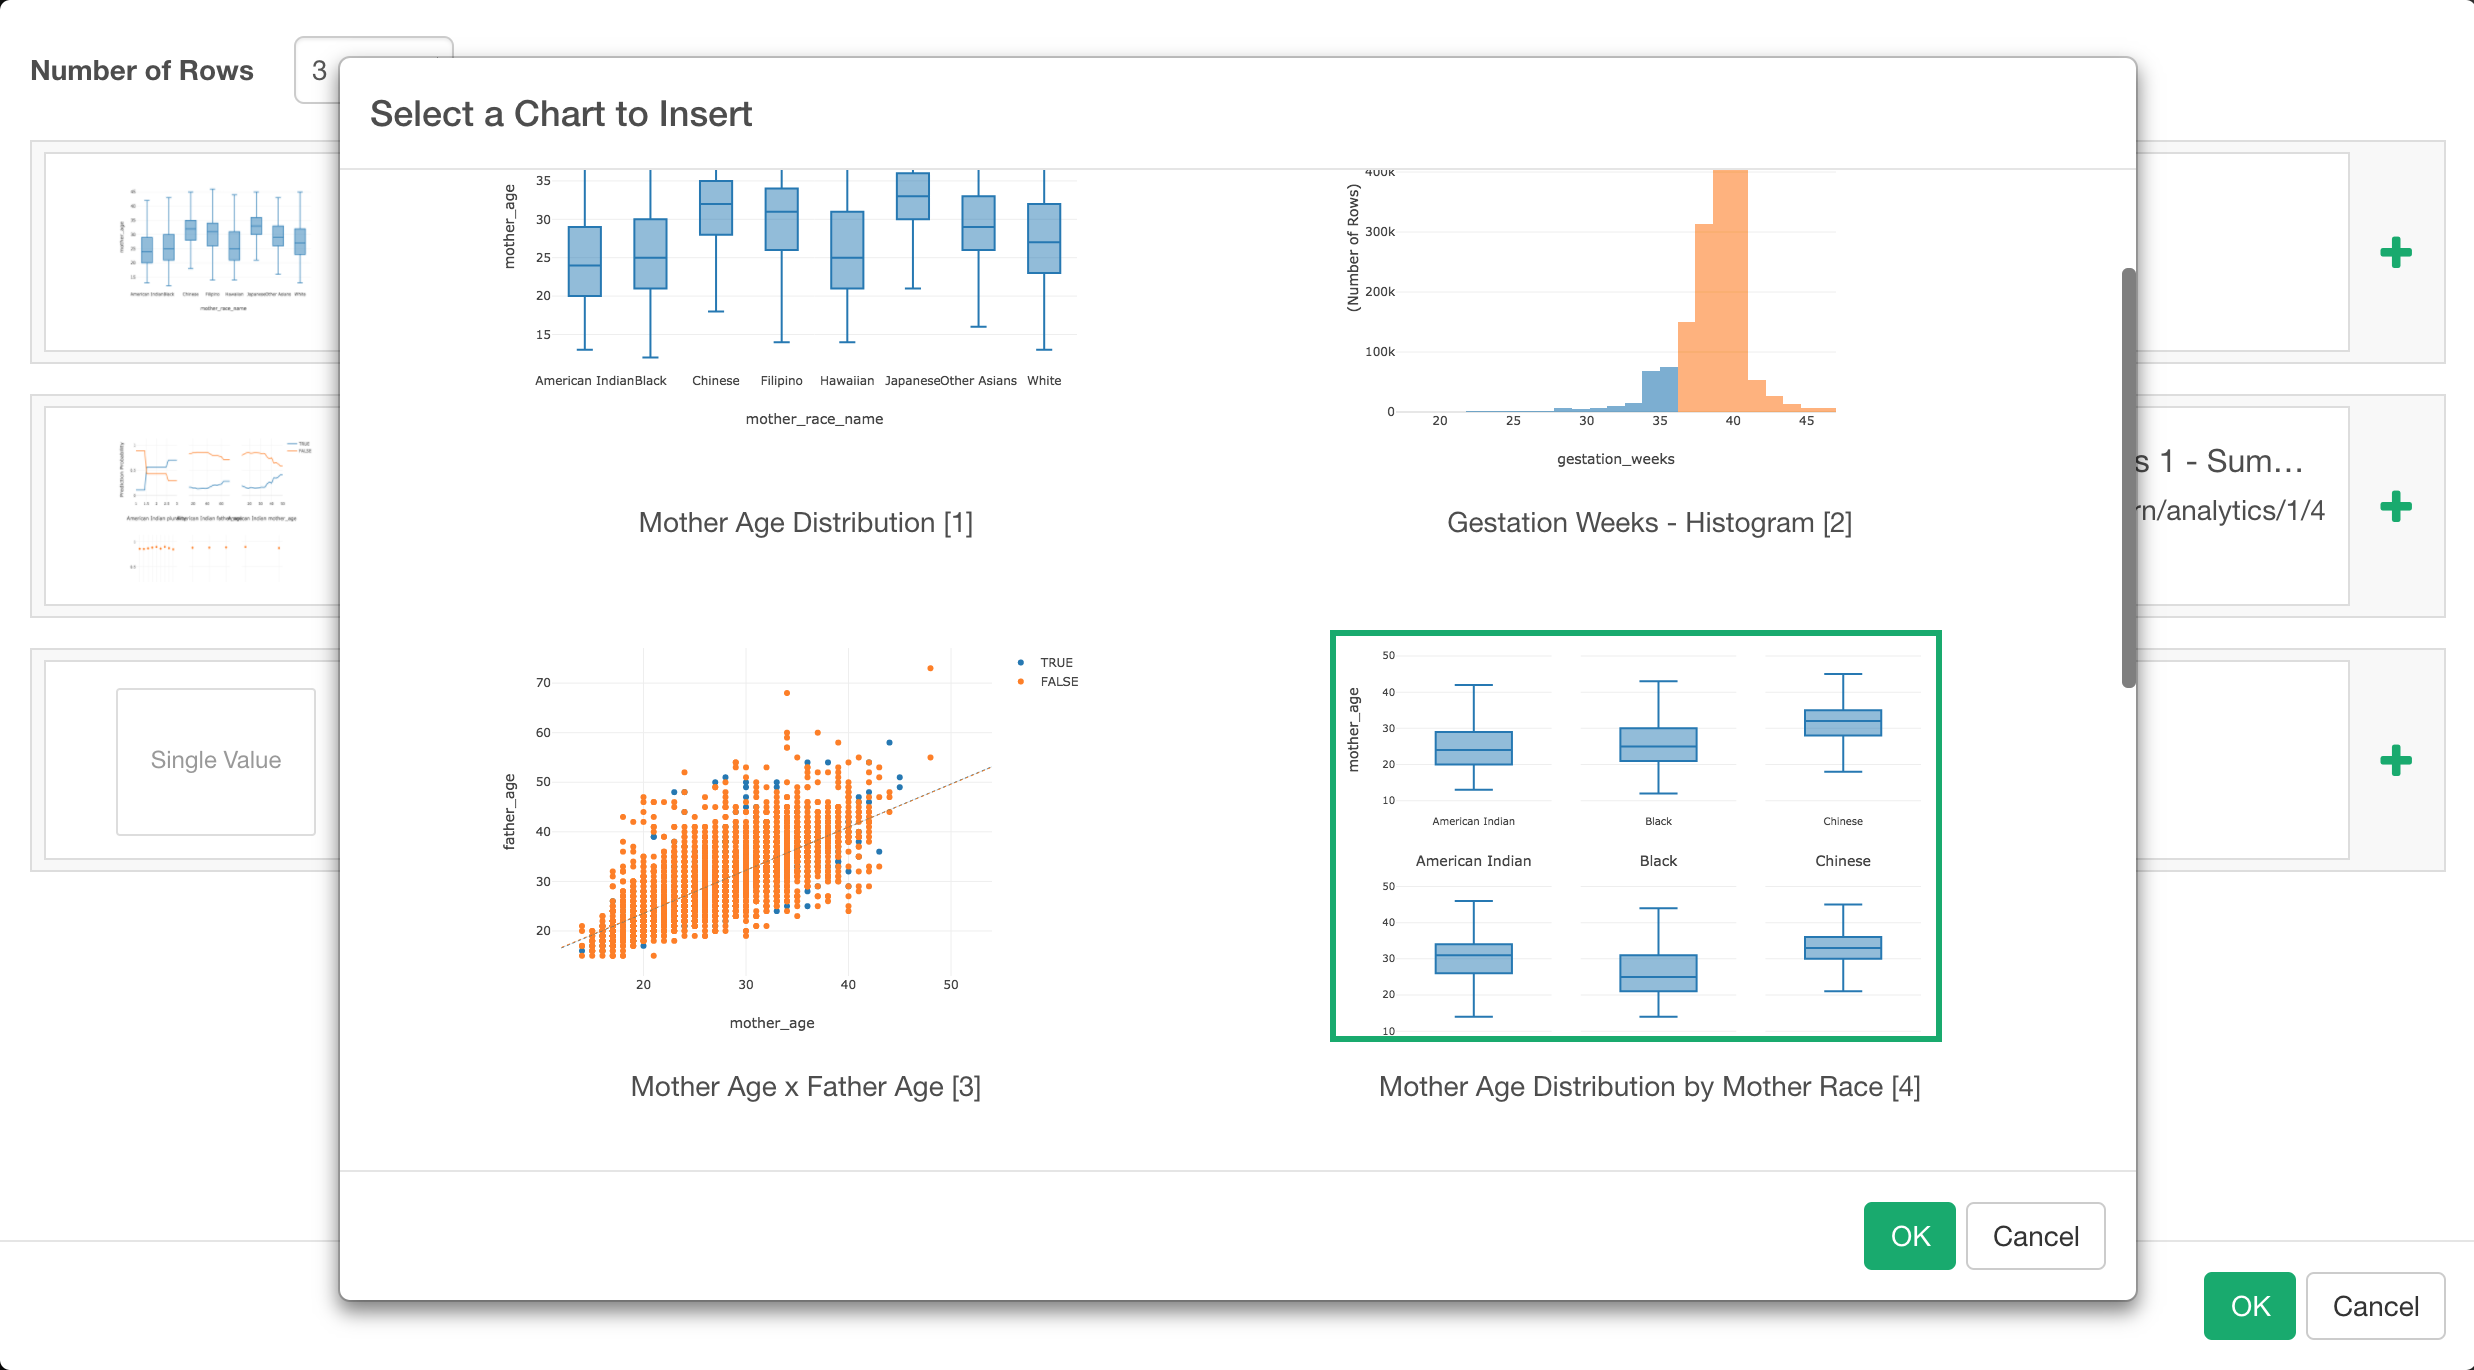 Number of Rows
3
Select a Chart to Insert
35
30
25
20
15
mother_age
American Indian Black Chinese Filipino Hawaiian Japanese Other Asians White
mother_race_name
Mother Age Distribution [1]
400k
300k
200k
100k
0
(Number of Rows)
20 25 30 35 40 45
gestation_weeks
Gestation Weeks - Histogram [2]
TRUE
FALSE
70
60
50
40
30
20
father_age
20 30 40 50
mother_age
Mother Age x Father Age [3]
50
40
30
20
10
mother_age
American Indian Black Chinese
American Indian Black Chinese
50
40
30
20
10
Mother Age Distribution by Mother Race [4]
OK Cancel
mother_race_name
TRUE
FALSE
Single Value
s 1 - Sum...
rn/analytics/1/4
OK Cancel